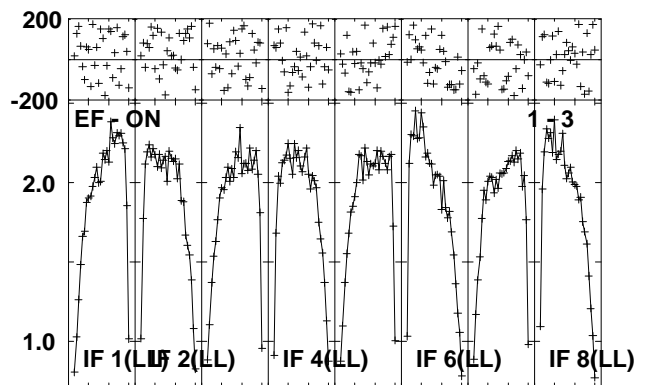 200
-200
EF - ON 1 - 3
2.0
1.0
IF 1(LL) IF 2(LL) IF 4(LL) IF 6(LL) IF 8(LL)